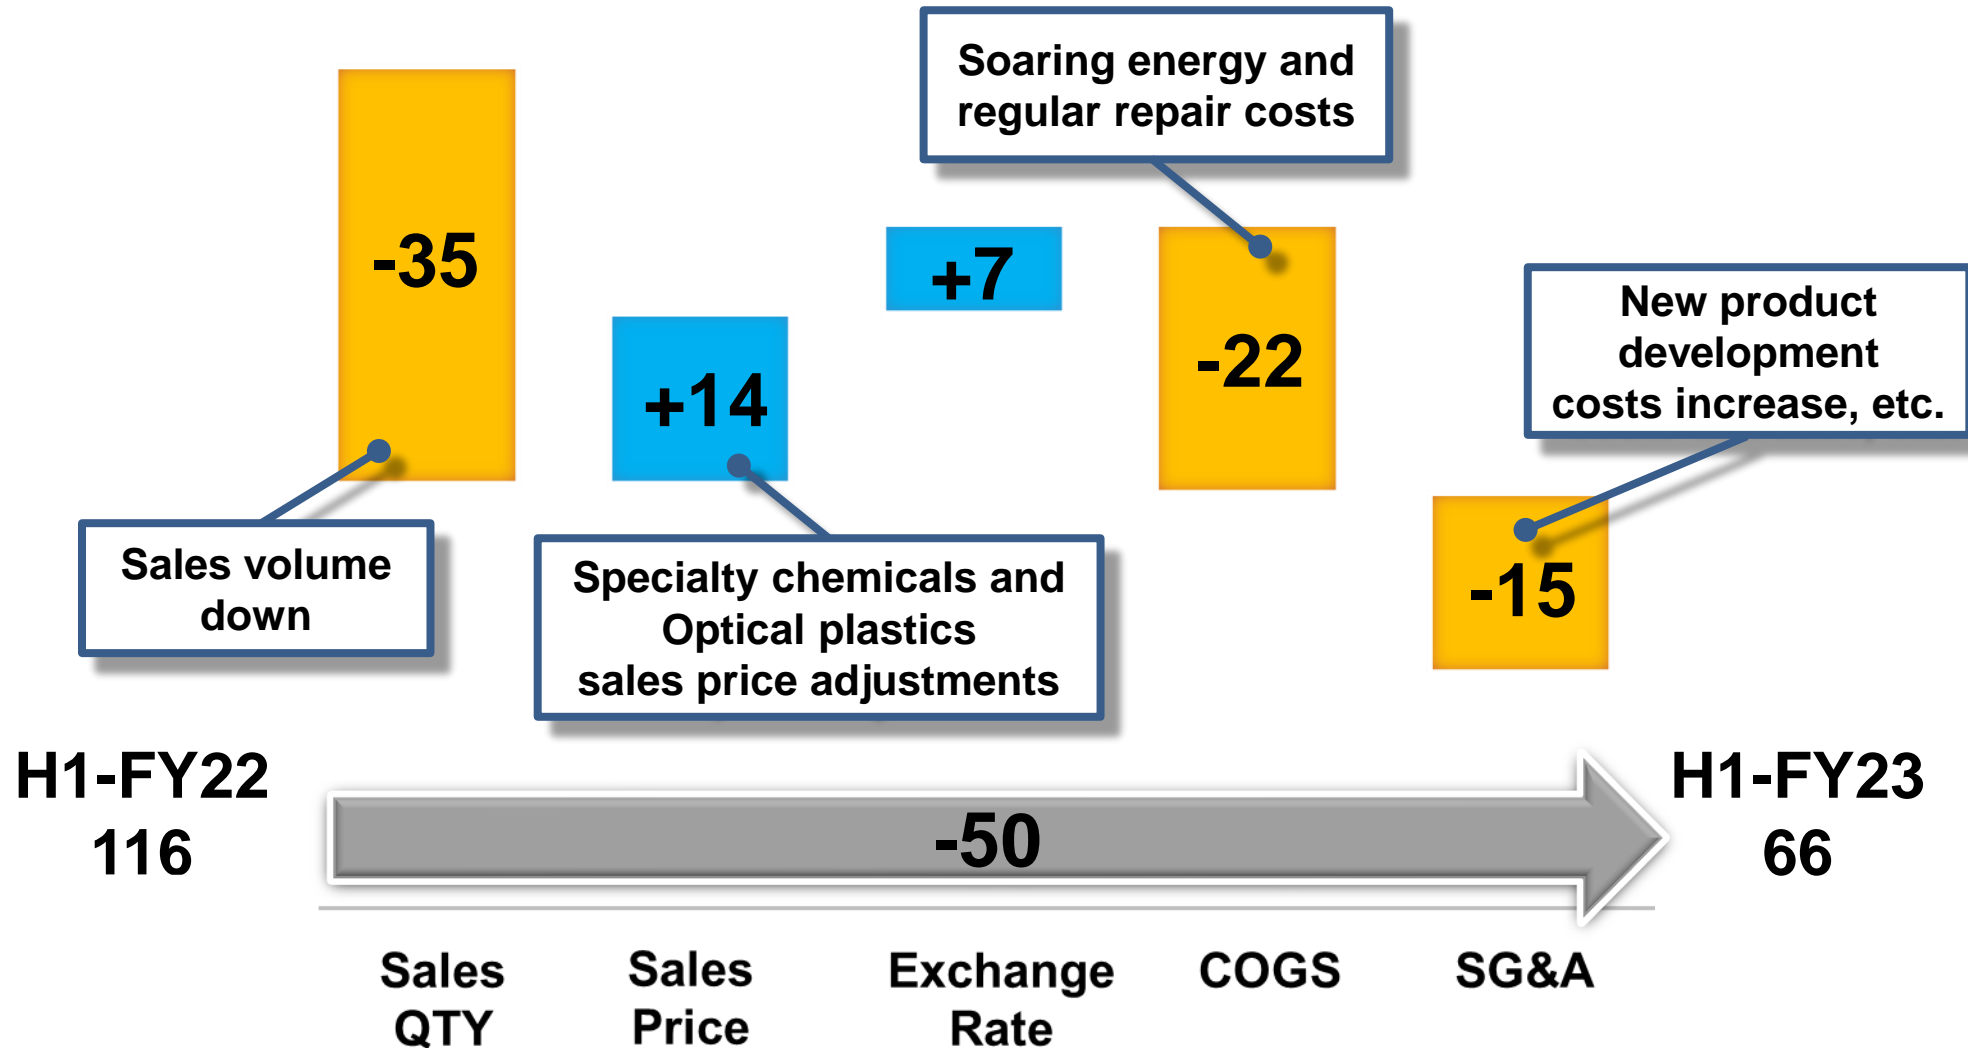 Soaring energy and
regular repair costs
-35
+7
+14
-22
New product
development
costs increase, etc.
Sales volume
down
Specialty chemicals and
Optical plastics
sales price adjustments
-15
H1-FY22
116
-50
H1-FY23
66
Sales
QTY
Sales
Price
Exchange
Rate
COGS
SG&A